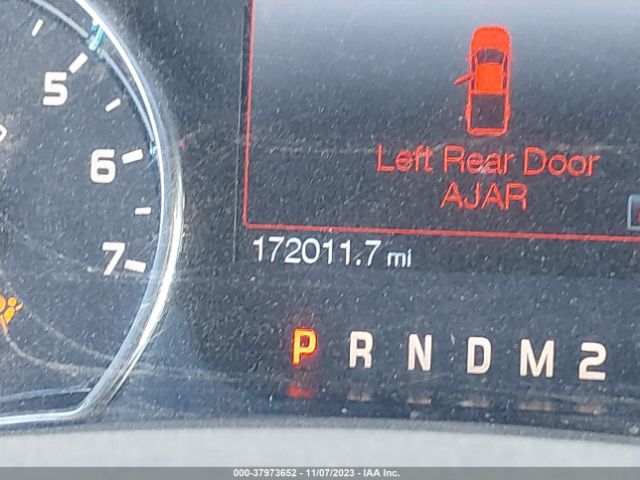 5
6
7
Left Rear Door
AJAR
172011.7 mi
P R N D M 2
000-37973652 - 11/07/2023 - IAA Inc.